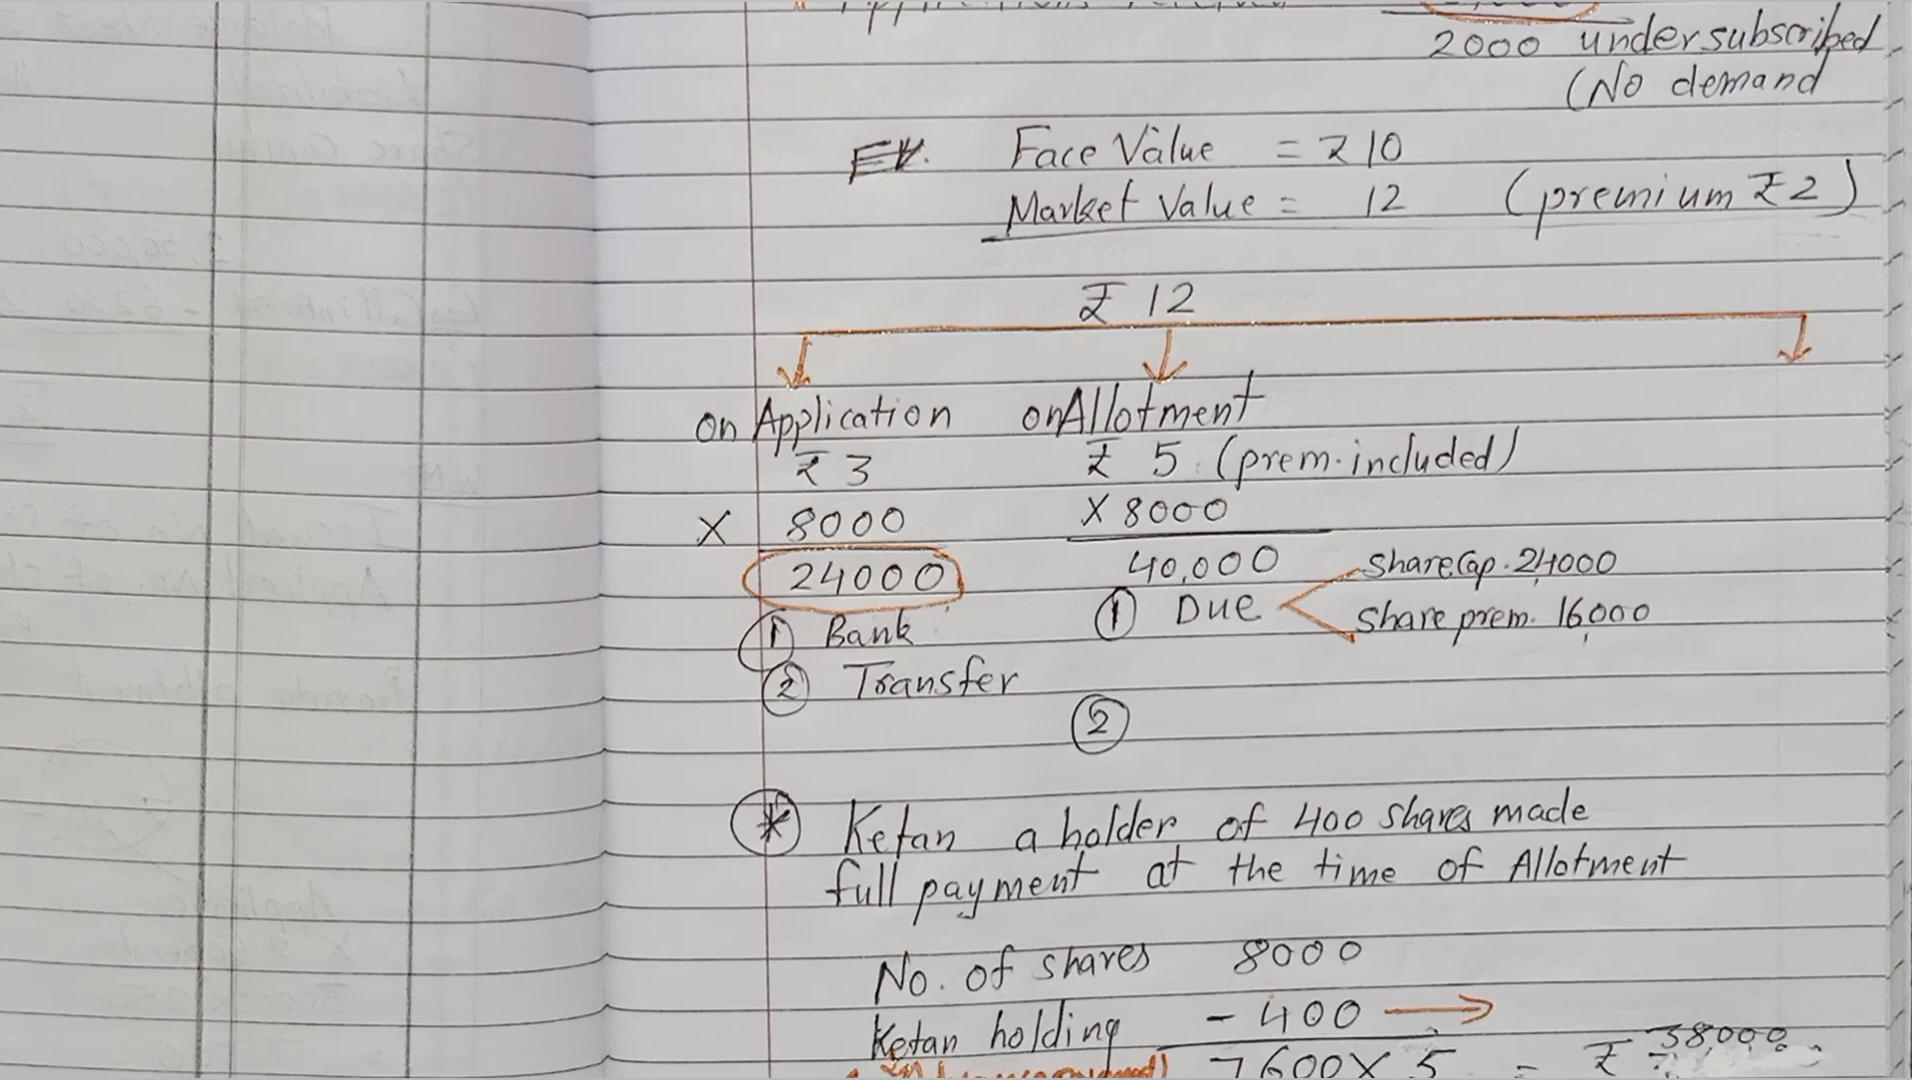 2000 undersubscribed
(No demand
Ex. Face Value = ₹10
Market Value = 12 (premium ₹2)
₹ 12
on Application on Allotment
₹ 3 ₹ 5 (prem. included)
X 8000 X 8000
24000 40,000 Share Cap. 24000
① Bank ① Due Share prem. 16,000
② Transfer
②
* Ketan a holder of 400 shares made
full payment at the time of Allotment
No. of shares 8000
Ketan holding - 400
7600 X 5 = ₹ 38,000